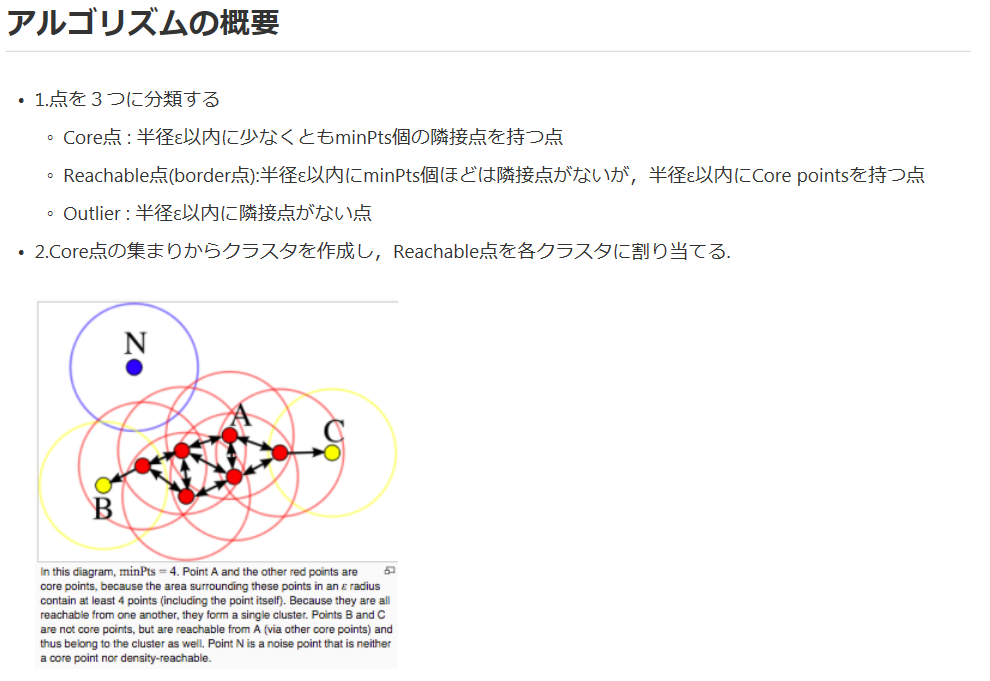 アルゴリズムの概要
• 1.点を３つに分類する
◦ Core点 : 半径ε以内に少なくともminPts個の隣接点を持つ点
◦ Reachable点(border点):半径ε以内にminPts個ほどは隣接点がないが，半径ε以内にCore pointsを持つ点
◦ Outlier : 半径ε以内に隣接点がない点
• 2.Core点の集まりからクラスタを作成し，Reachable点を各クラスタに割り当てる.
N
A
C
B
In this diagram, minPts = 4. Point A and the other red points are
core points, because the area surrounding these points in an ε radius
contain at least 4 points (including the point itself). Because they are all
reachable from one another, they form a single cluster. Points B and C
are not core points, but are reachable from A (via other core points) and
thus belong to the cluster as well. Point N is a noise point that is neither
a core point nor density-reachable.